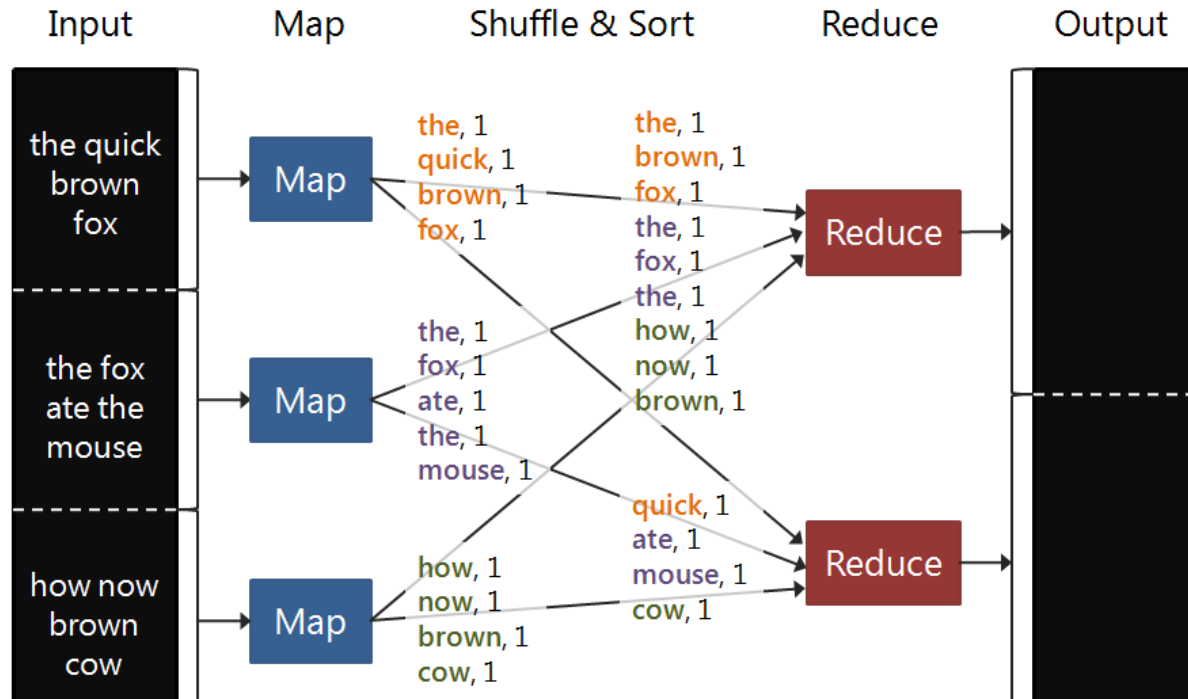 Input
Map
Shuffle & Sort
Reduce
Output
the quick
brown
fox
the fox
ate the
mouse
how now
brown
cow
Map
Map
Map
the, 1
quick, 1
brown, 1
fox, 1
the, 1
fox, 1
ate, 1
the, 1
mouse, 1
how, 1
now, 1
brown, 1
cow, 1
the, 1
brown, 1
fox, 1
the, 1
fox, 1
the, 1
how, 1
now, 1
brown, 1
quick, 1
ate, 1
mouse, 1
cow, 1
Reduce
Reduce